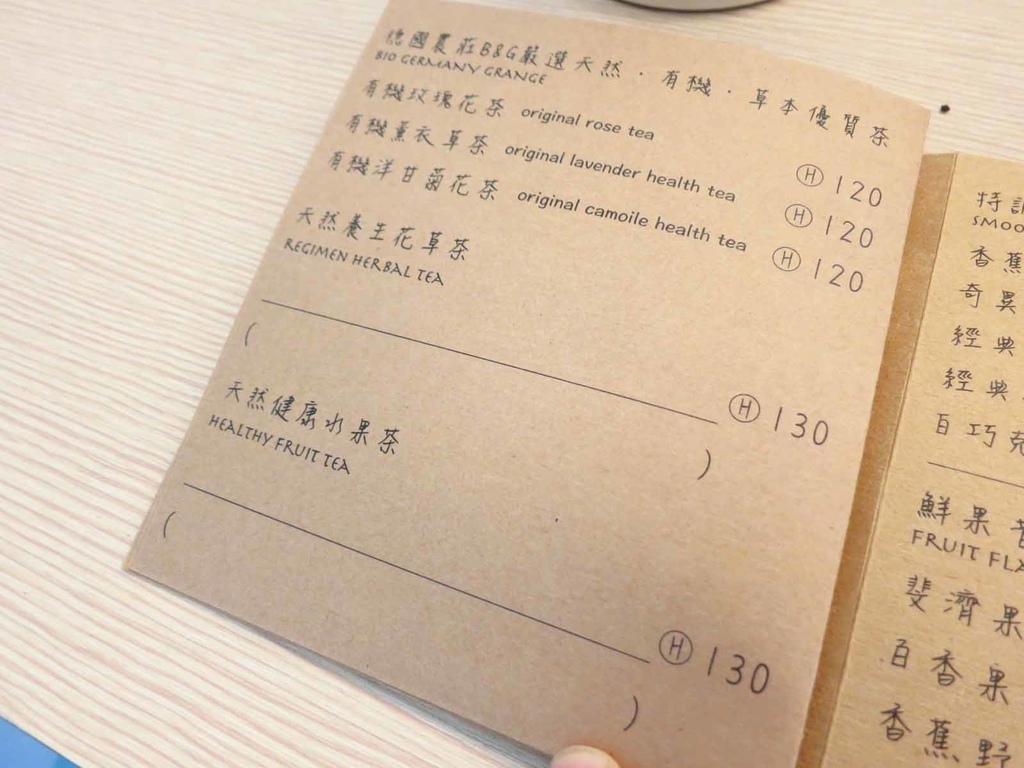 德國農莊B&G嚴選天然．有機．草本優質茶
BIO GERMANY GRANGE
有機玫瑰花茶 original rose tea Ⓗ 120
有機薰衣草茶 original lavender health tea Ⓗ 120
有機洋甘菊花茶 original camoile health tea Ⓗ 120
天然養生花草茶
REGIMEN HERBAL TEA
Ⓗ 130
( )
天然健康水果茶
HEALTHY FRUIT TEA
Ⓗ 130
( )
特調
SMOO
香蕉
奇異
經典
經典
百巧克
鮮果
FRUIT FLA
斐濟果
百香果
香蕉野